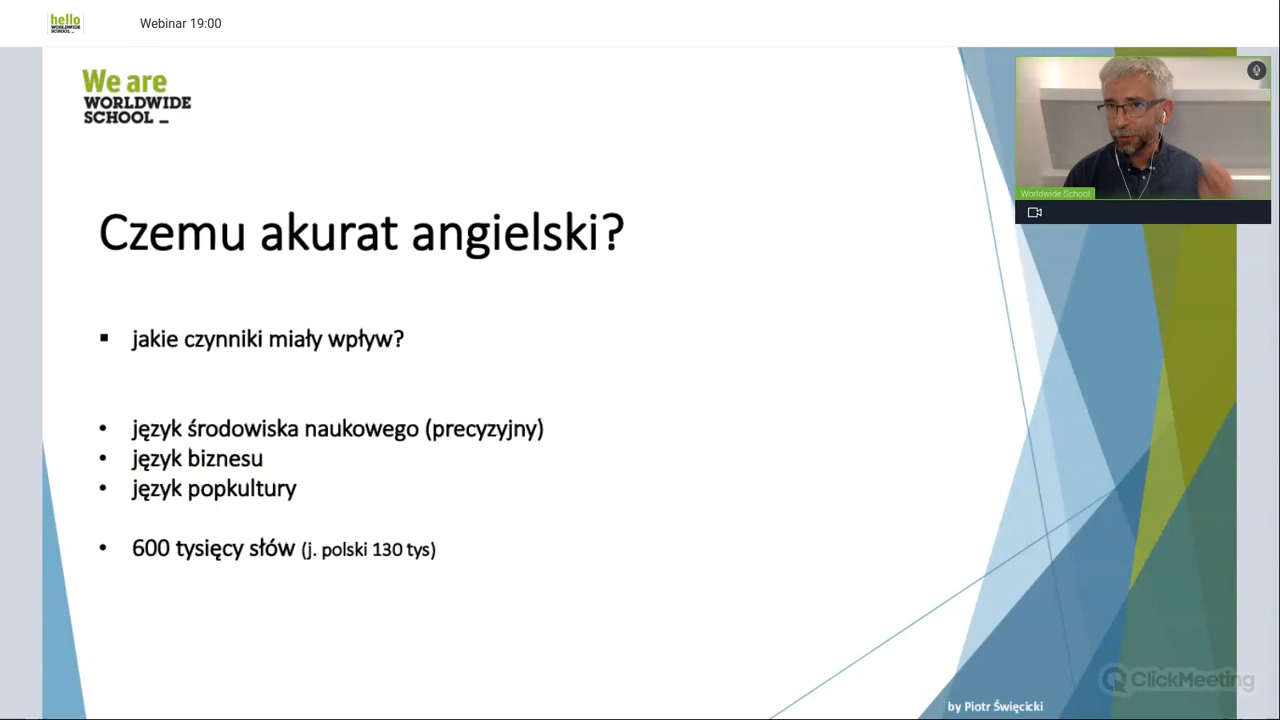 hello
WORLDWIDE
SCHOOL _
Webinar 19:00
We are
WORLDWIDE
SCHOOL _
Worldwide School
Czemu akurat angielski?
jakie czynniki miały wpływ?
język środowiska naukowego (precyzyjny)
język biznesu
język popkultury
600 tysięcy słów (j. polski 130 tys)
ClickMeeting
by Piotr Święcicki